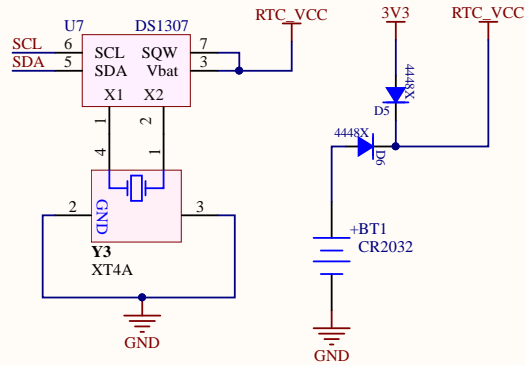 U7
DS1307
RTC_VCC
3V3
RTC_VCC
SCL
6
SCL
SQW
7
SDA
5
SDA
Vbat
3
X1
X2
4448X
D5
1
2
4448X
D6
4
1
2
GND
3
+BT1
CR2032
Y3
XT4A
GND
GND